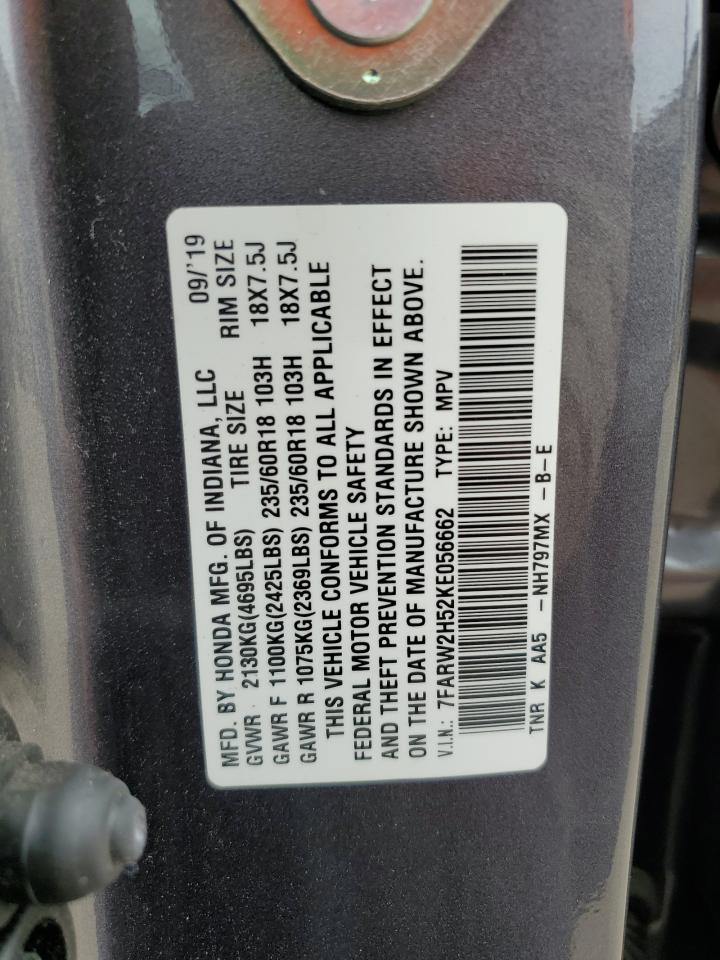 MFD. BY HONDA MFG. OF INDIANA, LLC 09/'19
GVWR 2130KG(4695LBS) TIRE SIZE RIM SIZE
GAWR F 1100KG(2425LBS) 235/60R18 103H 18X7.5J
GAWR R 1075KG(2369LBS) 235/60R18 103H 18X7.5J
THIS VEHICLE CONFORMS TO ALL APPLICABLE
FEDERAL MOTOR VEHICLE SAFETY
AND THEFT PREVENTION STANDARDS IN EFFECT
ON THE DATE OF MANUFACTURE SHOWN ABOVE.
V.I.N.: 7FARW2H52KE056662 TYPE: MPV
TNR K AA5 -NH797MX -B-E